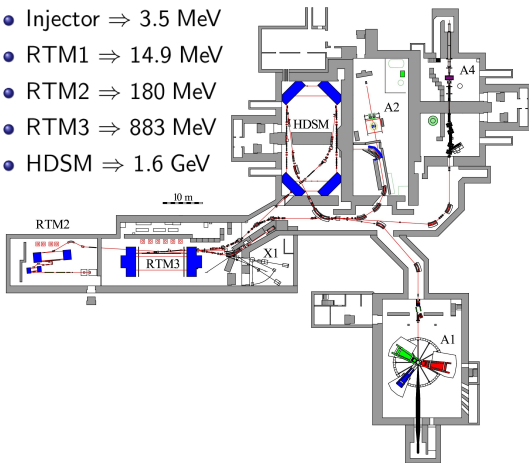 Injector ⇒ 3.5 MeV
RTM1 ⇒ 14.9 MeV
RTM2 ⇒ 180 MeV
RTM3 ⇒ 883 MeV
HDSM ⇒ 1.6 GeV
A4
A2
HDSM
10 m
RTM2
RTM3
X1
A1